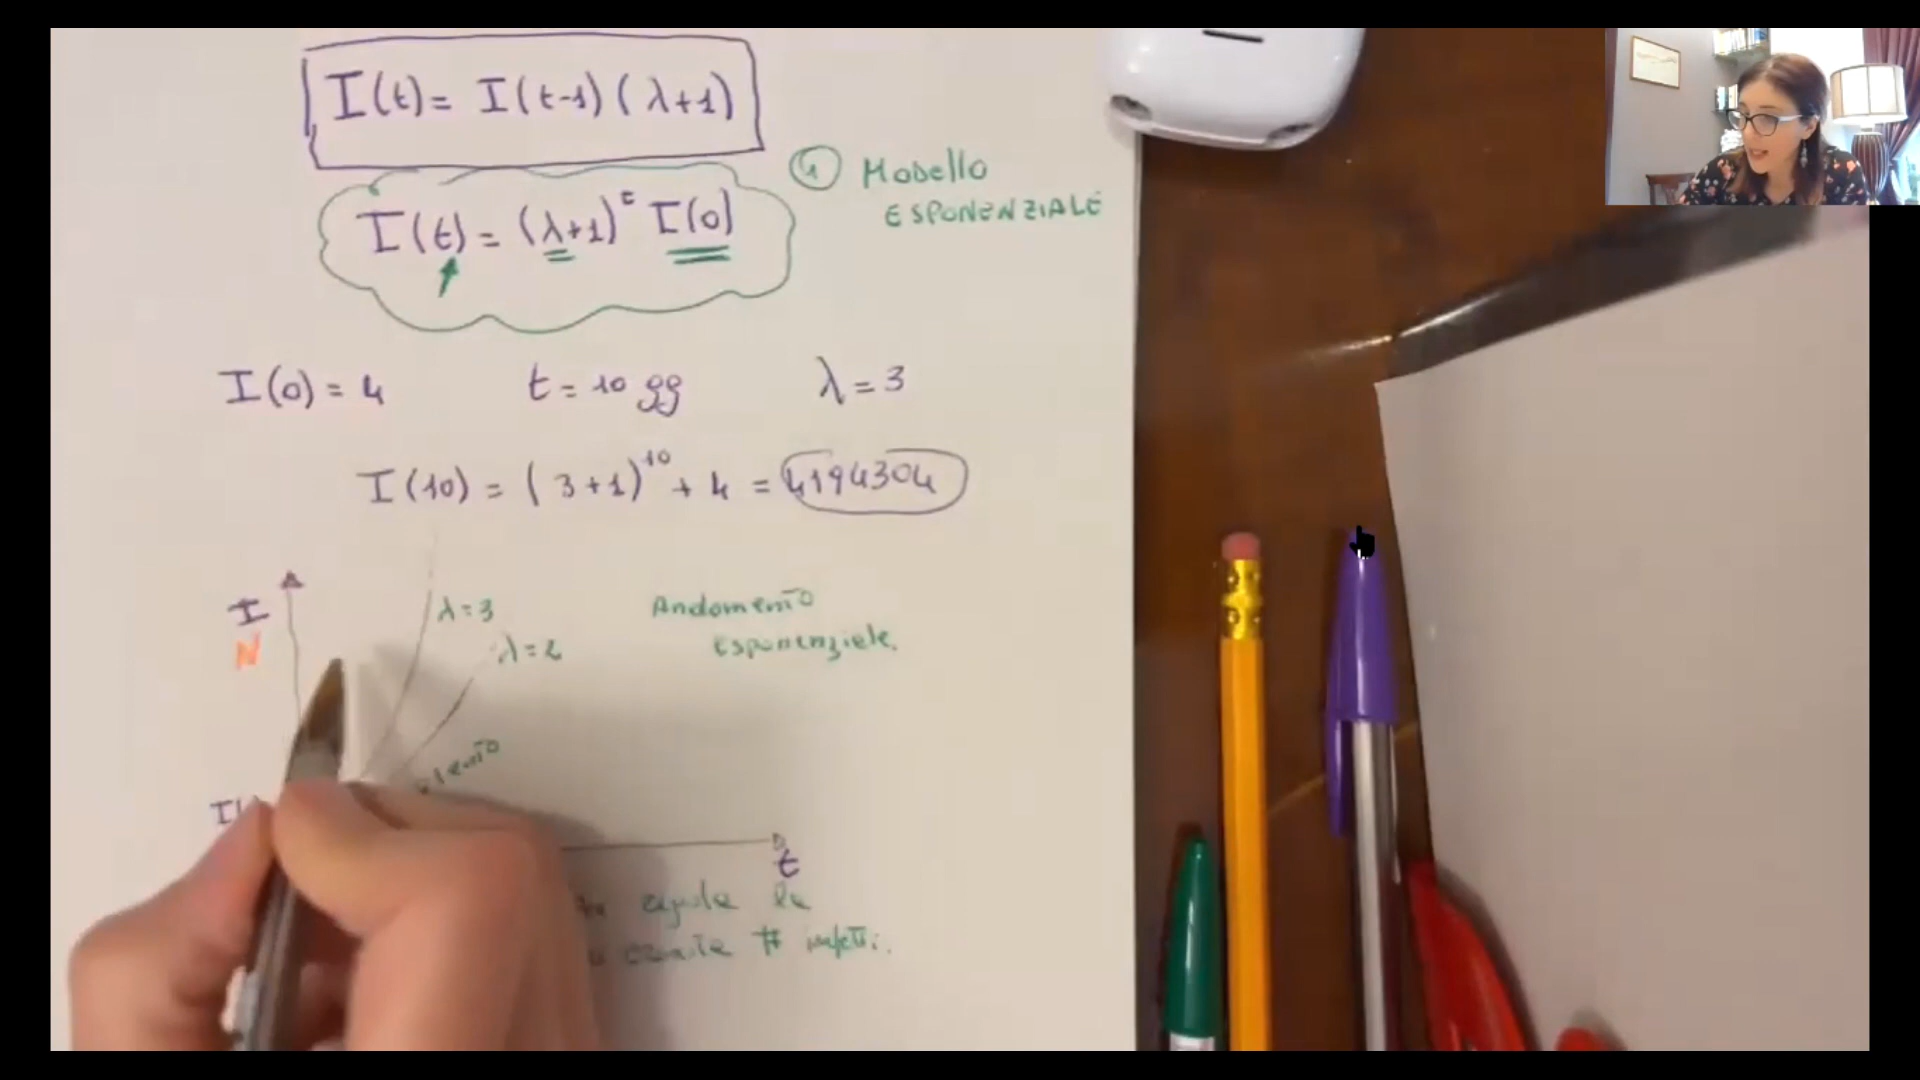 I(t) = I(t-1)(λ+1)
I(t) = (λ+1)^t I(0)
1 Modello
ESPONENZIALE
I(0) = 4 t = 10 gg λ = 3
I(10) = (3+1)^10 + 4 = 4194304
I
N
λ=3
λ=2
Andamento
esponenziale.
t